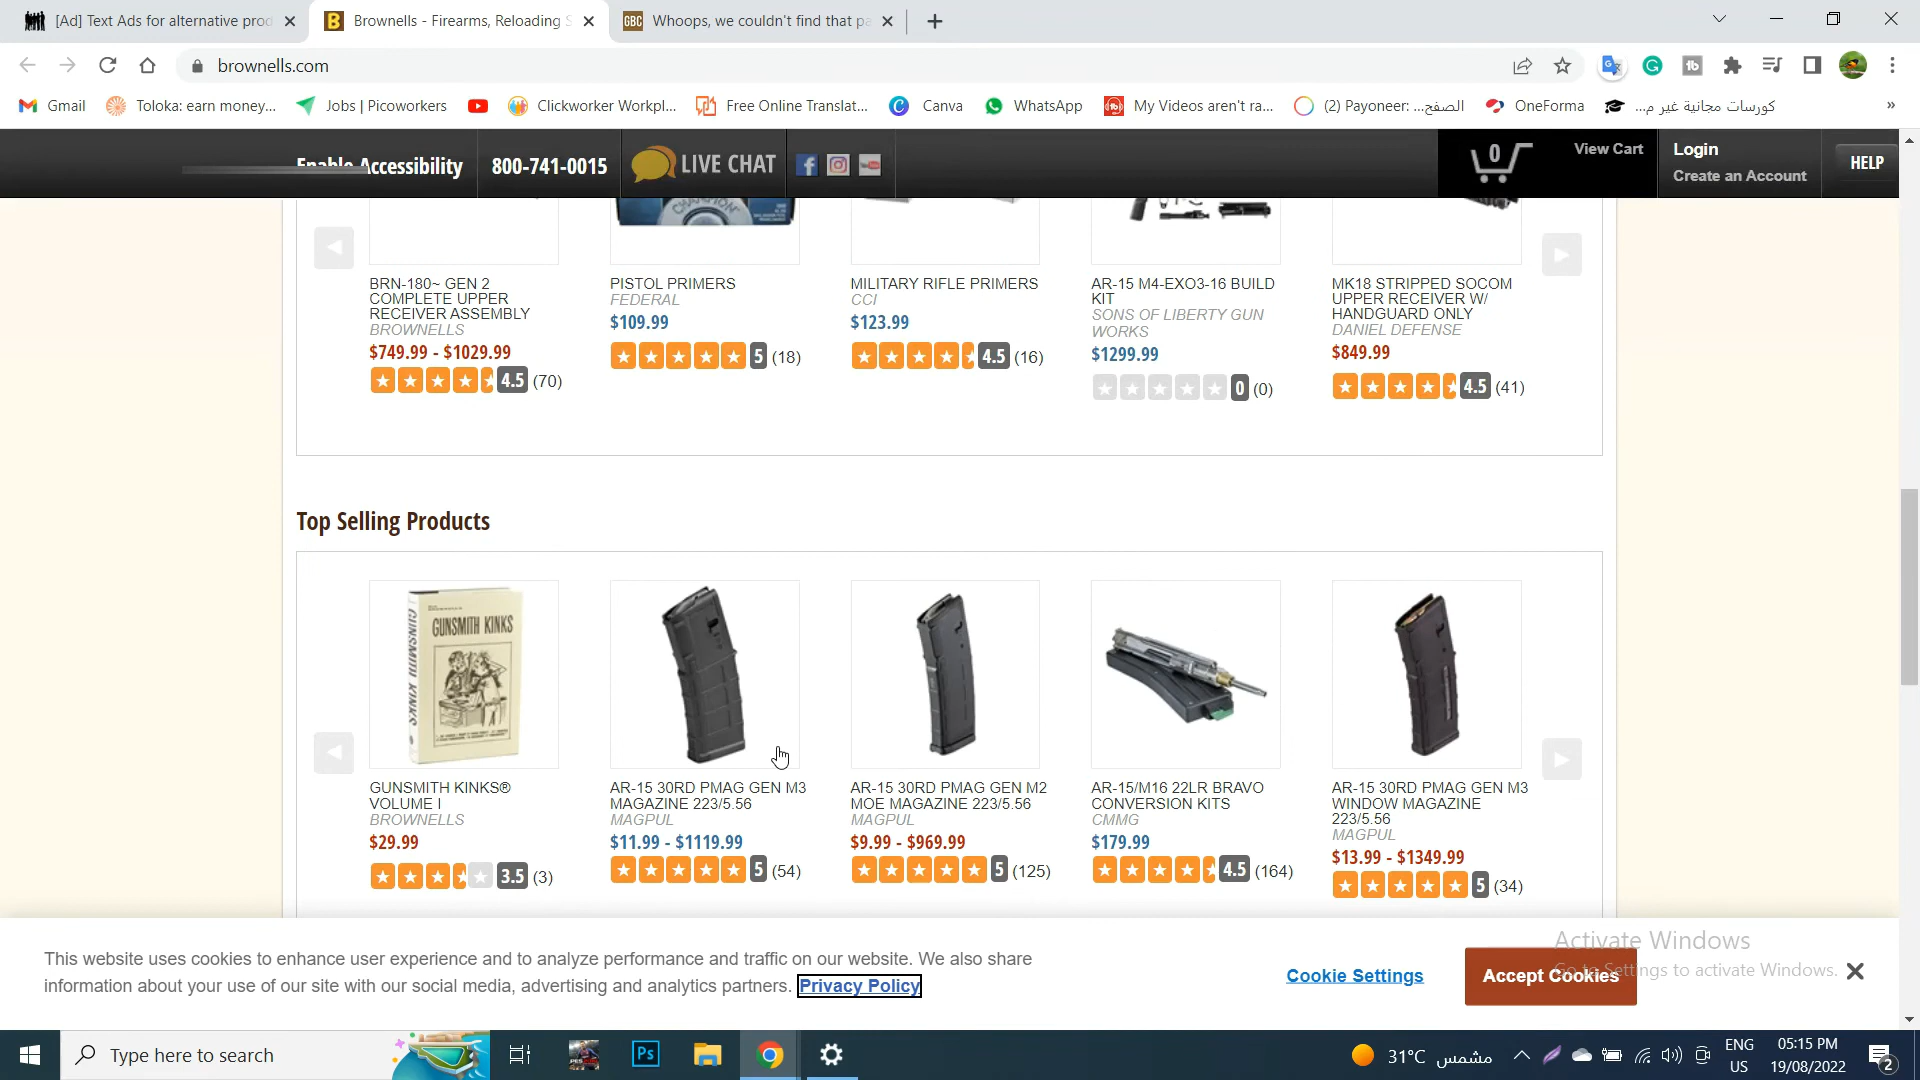 [Ad] Text Ads for alternative prod
Brownells - Firearms, Reloading S
GBC Whoops, we couldn't find that pa
brownells.com
Gmail
Toloka: earn money...
Jobs | Picoworkers
Clickworker Workpl...
Free Online Translat...
Canva
WhatsApp
My Videos aren't ra...
(2) Payoneer: ...الصفح
OneForma
كورسات مجانية غير م...
»
Enable Accessibility
800-741-0015
LIVE CHAT
0
View Cart
Login
Create an Account
HELP
CHAMPION
BRN-180~ GEN 2
COMPLETE UPPER
RECEIVER ASSEMBLY
BROWNELLS
$749.99 - $1029.99
4.5 (70)
PISTOL PRIMERS
FEDERAL
$109.99
5 (18)
MILITARY RIFLE PRIMERS
CCI
$123.99
4.5 (16)
AR-15 M4-EXO3-16 BUILD
KIT
SONS OF LIBERTY GUN
WORKS
$1299.99
0 (0)
MK18 STRIPPED SOCOM
UPPER RECEIVER W/
HANDGUARD ONLY
DANIEL DEFENSE
$849.99
4.5 (41)
Top Selling Products
GUNSMITH KINKS
GUNSMITH KINKS
GUNSMITH KINKS®
VOLUME I
BROWNELLS
$29.99
3.5 (3)
AR-15 30RD PMAG GEN M3
MAGAZINE 223/5.56
MAGPUL
$11.99 - $1119.99
5 (54)
AR-15 30RD PMAG GEN M2
MOE MAGAZINE 223/5.56
MAGPUL
$9.99 - $969.99
5 (125)
AR-15/M16 22LR BRAVO
CONVERSION KITS
CMMG
$179.99
4.5 (164)
AR-15 30RD PMAG GEN M3
WINDOW MAGAZINE
223/5.56
MAGPUL
$13.99 - $1349.99
5 (34)
This website uses cookies to enhance user experience and to analyze performance and traffic on our website. We also share
information about your use of our site with our social media, advertising and analytics partners. Privacy Policy
Cookie Settings
Accept Cookies
Activate Windows
Go to Settings to activate Windows.
Type here to search
Ps
31°C مشمس
ENG
US
05:15 PM
19/08/2022
2